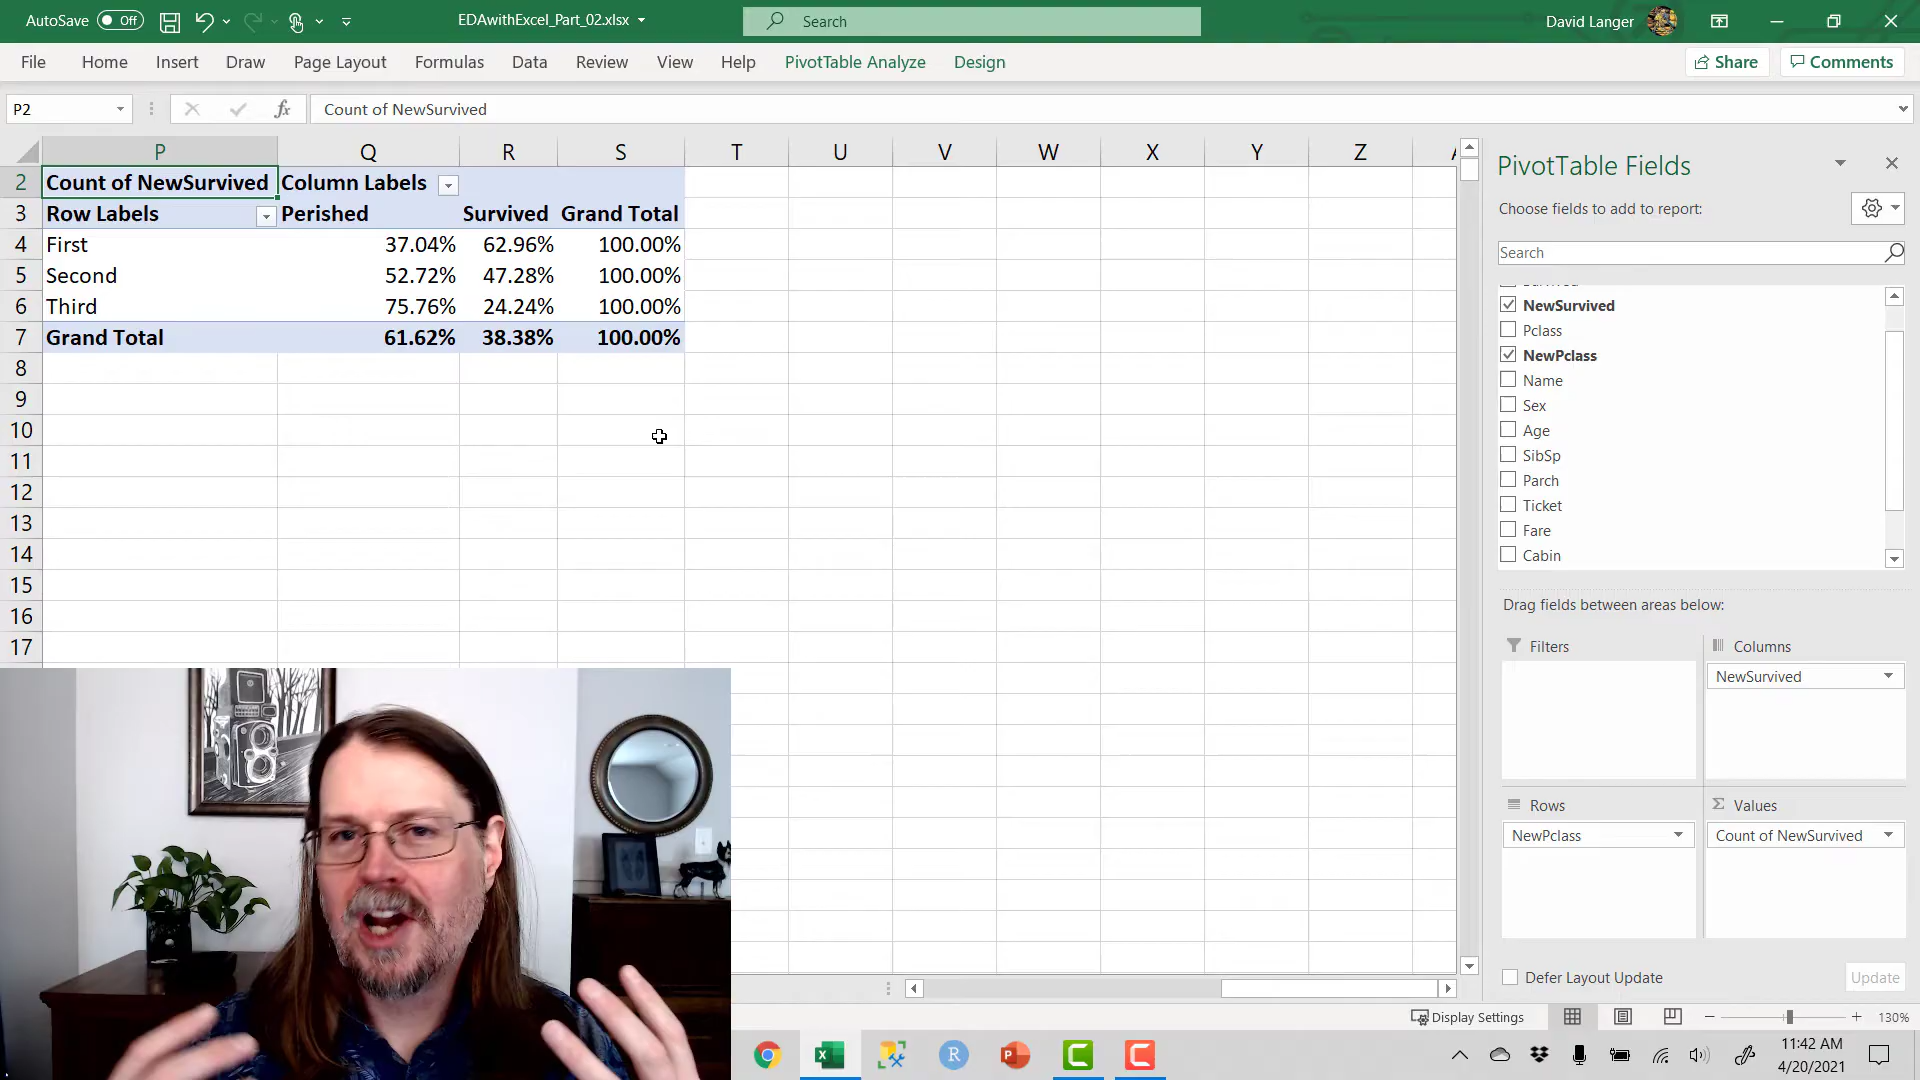 AutoSave Off EDAwithExcel_Part_02.xlsx Search David Langer
File Home Insert Draw Page Layout Formulas Data Review View Help PivotTable Analyze Design Share Comments
P2 fx Count of NewSurvived
P Q R S T U V W X Y Z
2 Count of NewSurvived Column Labels
3 Row Labels Perished Survived Grand Total
4 First 37.04% 62.96% 100.00%
5 Second 52.72% 47.28% 100.00%
6 Third 75.76% 24.24% 100.00%
7 Grand Total 61.62% 38.38% 100.00%
8
9
10
11
12
13
14
15
16
17
PivotTable Fields
Choose fields to add to report:
Search
NewSurvived
Pclass
NewPclass
Name
Sex
Age
SibSp
Parch
Ticket
Fare
Cabin
Drag fields between areas below:
Filters Columns
NewSurvived
Rows Values
NewPclass Count of NewSurvived
Defer Layout Update Update
Display Settings 130%
11:42 AM
4/20/2021